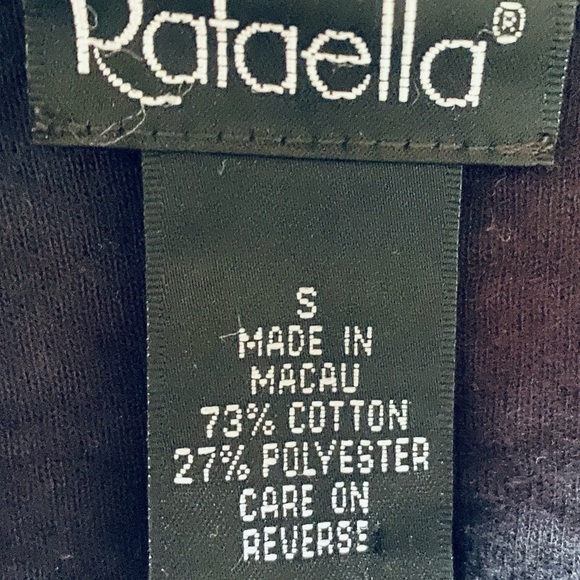 Rafaella®
S
MADE IN
MACAU
73% COTTON
27% POLYESTER
CARE ON
REVERSE